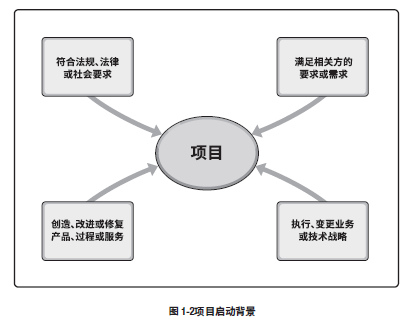 符合法规、法律
或社会要求
满足相关方的
要求或需求
项目
创造、改进或修复
产品、过程或服务
执行、变更业务
或技术战略
图 1-2项目启动背景